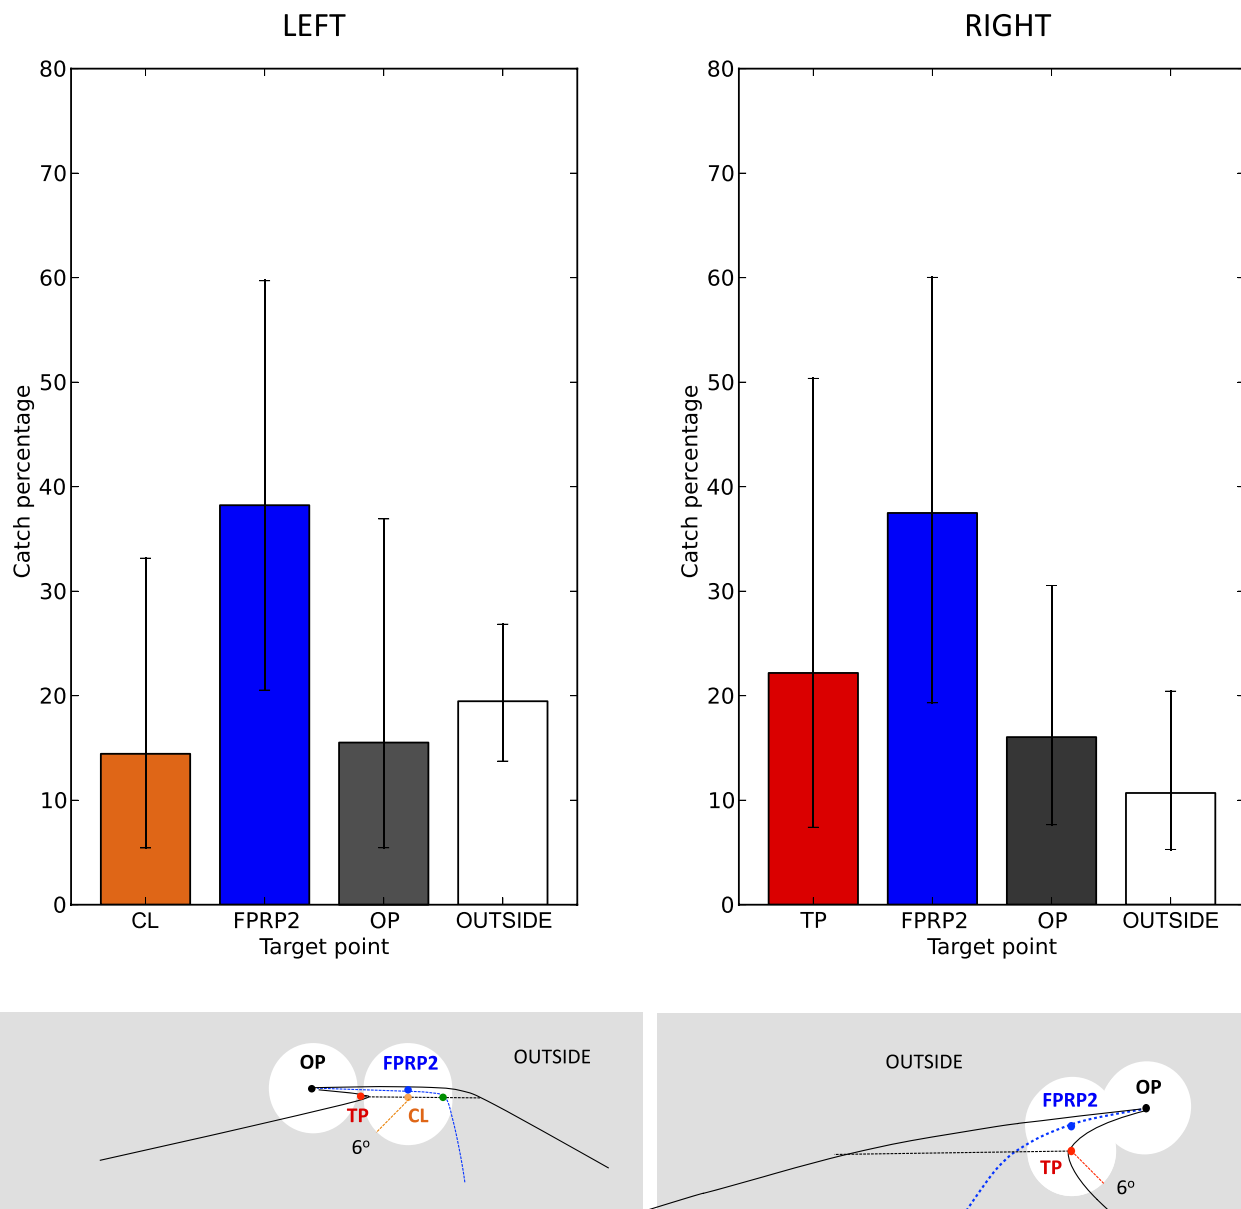 LEFT
80
70
60
50
40
30
20
10
0
Catch percentage
CL FPRP2 OP OUTSIDE
Target point
RIGHT
80
70
60
50
40
30
20
10
0
Catch percentage
TP FPRP2 OP OUTSIDE
Target point
OP FPRP2 OUTSIDE
TP CL
6º
OUTSIDE
OP
FPRP2
TP
6º